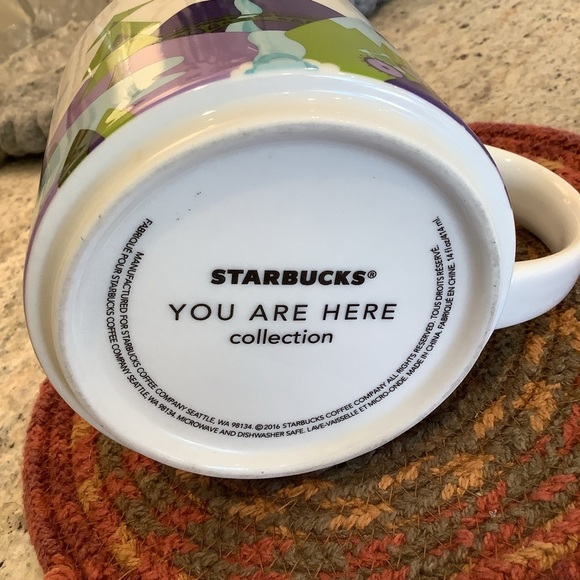 STARBUCKS®
YOU ARE HERE
collection
FABRIQUÉ POUR STARBUCKS COFFEE COMPANY SEATTLE, WA 98134. MICROWAVE AND DISHWASHER SAFE. LAVE-VAISSELLE ET MICRO-ONDE. MADE IN CHINA. FABRIQUÉ EN CHINE. 14 fl oz/414 mL
MANUFACTURED FOR STARBUCKS COFFEE COMPANY SEATTLE, WA 98134. ©2016 STARBUCKS COFFEE COMPANY. ALL RIGHTS RESERVED. TOUS DROITS RÉSERVÉ.